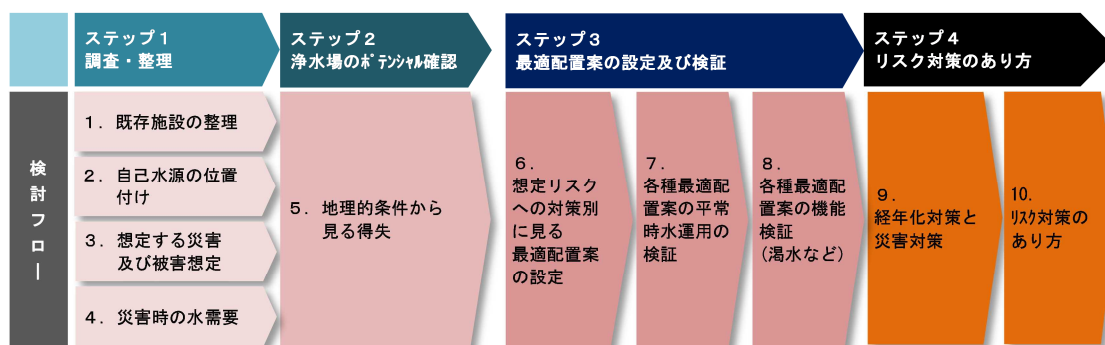 ステップ１
調査・整理
ステップ２
浄水場のﾎﾟﾃﾝｼｬﾙ確認
ステップ３
最適配置案の設定及び検証
ステップ４
リスク対策のあり方
検討フロー
１．既存施設の整理
２．自己水源の位置
付け
３．想定する災害
及び被害想定
４．災害時の水需要
５．地理的条件から
見る得失
６．
想定リスク
への対策別
に見る
最適配置案
の設定
７．
各種最適配
置案の平常
時水運用の
検証
８．
各種最適配
置案の機能
検証
（渇水など）
９．
経年化対策と
災害対策
10．
ﾘｽｸ対策の
あり方